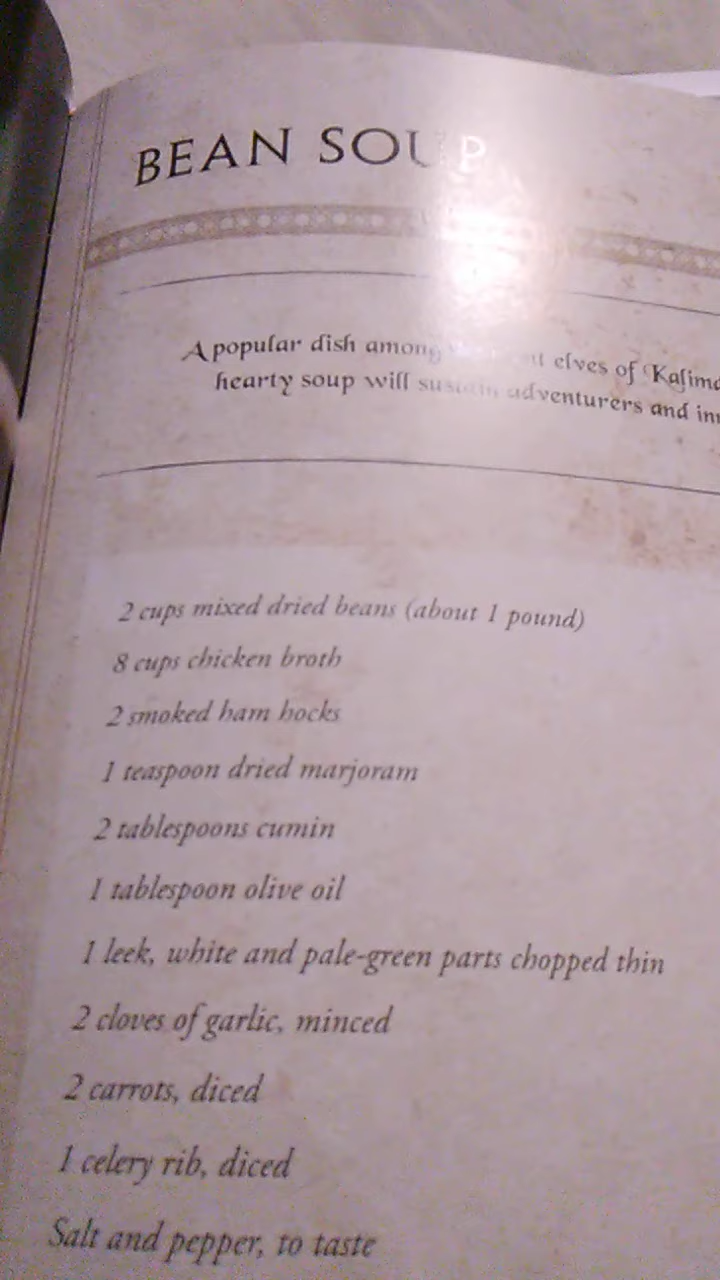 BEAN SOUP
A popular dish among elves of
hearty soup will sustain adventurers and
2 cups mixed dried beans (about 1 pound)
8 cups chicken broth
2 smoked ham hocks
1 teaspoon dried marjoram
2 tablespoons cumin
1 tablespoon olive oil
1 leek, white and pale-green parts chopped thin
2 cloves of garlic, minced
2 carrots, diced
1 celery rib, diced
Salt and pepper, to taste